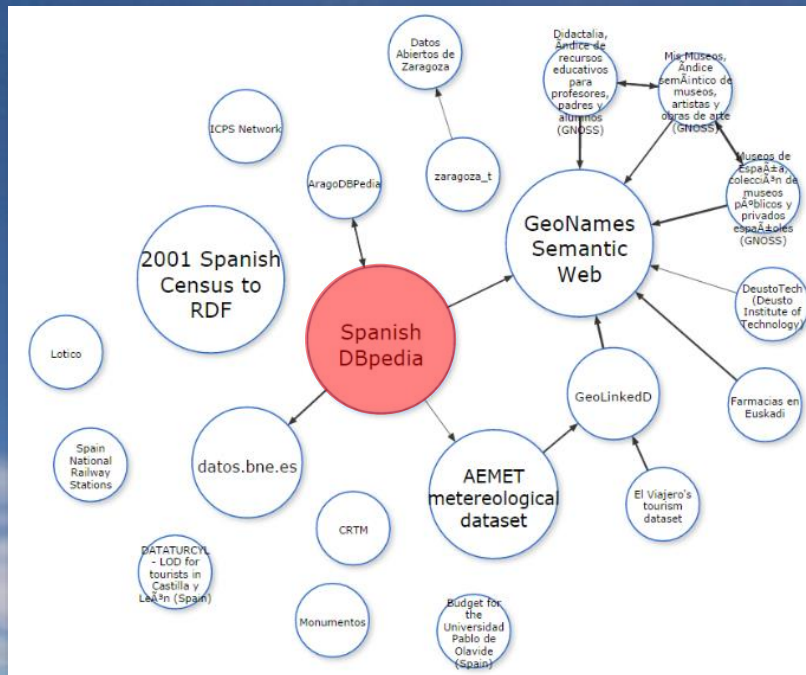 Datos
Abiertos de
Zaragoza
Didactalia,
Ãndice de
recursos
educativos
para
profesores,
padres y
alumnos
(GNOSS)
Mis Museos,
Ãndice
semÃintico de
museos,
artistas y
obras de arte
(GNOSS)
ICPS Network
AragoDBPedia
zaragoza_t
Museos de
EspaÃ±a,
colecciÃ³n de
museos
pÃºblicos y
privados
espaÃ±oles
(GNOSS)
GeoNames
Semantic
Web
2001 Spanish
Census to
RDF
DeustoTech
(Deusto
Institute of
Technology)
Spanish
DBpedia
Lotico
GeoLinkedD
Farmacias en
Euskadi
Spain
National
Railway
Stations
datos.bne.es
AEMET
metereological
dataset
El Viajero's
tourism
dataset
CRTM
DATATURCYL
- LOD for
tourists in
Castilla y
LeÃ³n (Spain)
Monumentos
Budget for
the
Universidad
Pablo de
Olavide
(Spain)